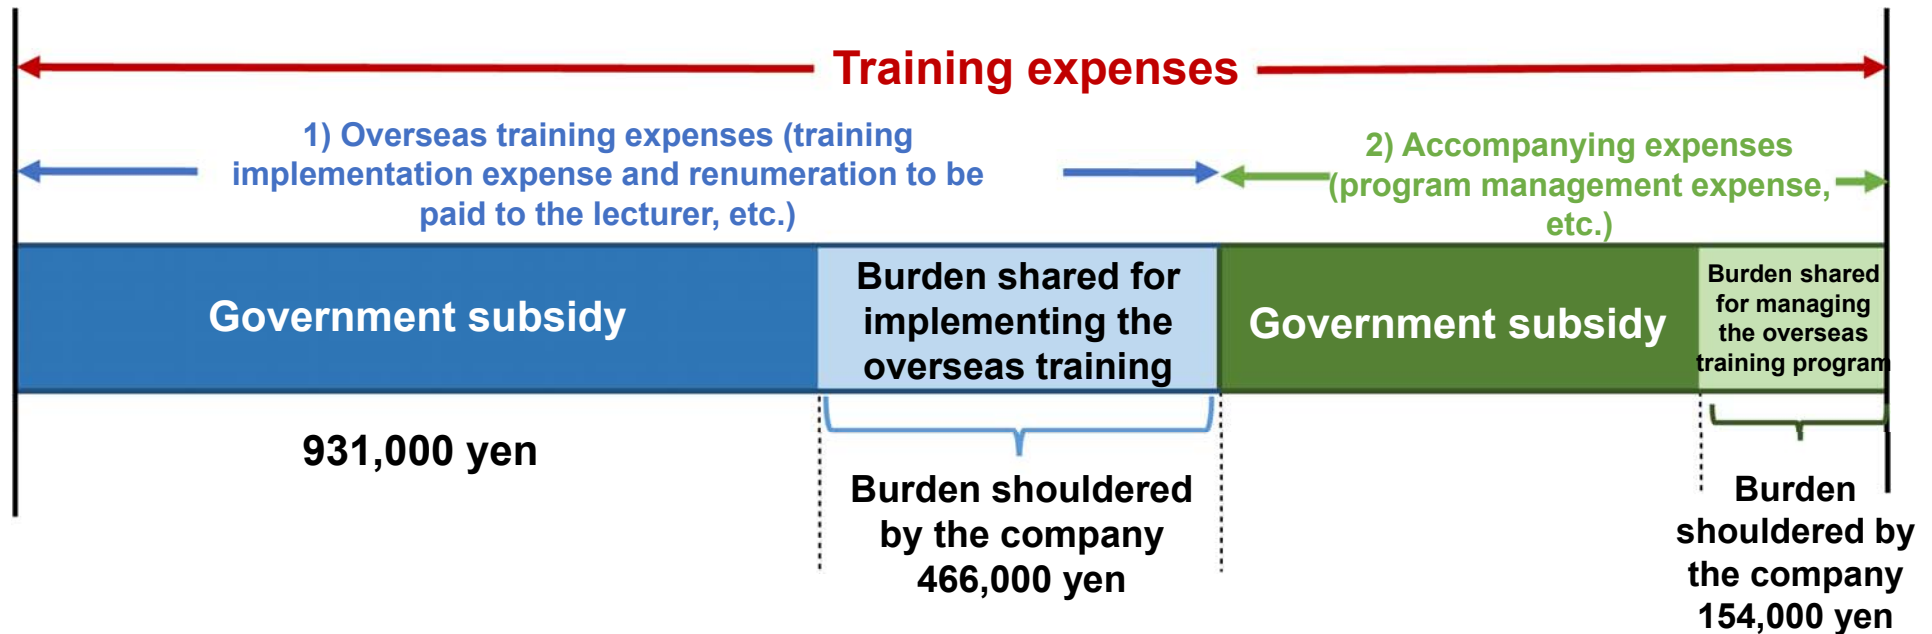 Training expenses
1) Overseas training expenses (training
implementation expense and renumeration to be
paid to the lecturer, etc.)
2) Accompanying expenses
(program management expense,
etc.)
Government subsidy
Burden shared for
implementing the
overseas training
Government subsidy
Burden shared
for managing
the overseas
training program
931,000 yen
Burden shouldered
by the company
466,000 yen
Burden
shouldered by
the company
154,000 yen